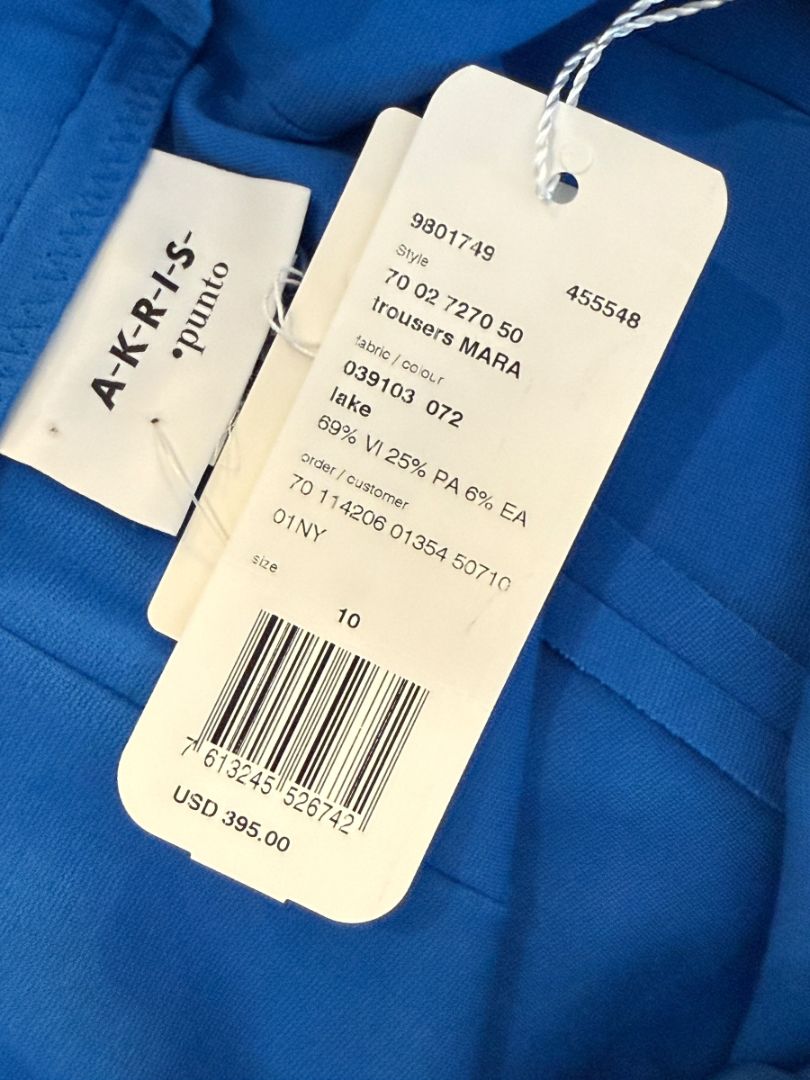 A-K-R-I-S-
•punto
9801749
455548
Style
70 02 7270 50
trousers MARA
fabric / colour
039103 072
lake
69% VI 25% PA 6% EA
order / customer
70 114206 01354 50710
01NY
size
10
7 613245 526742
USD 395.00